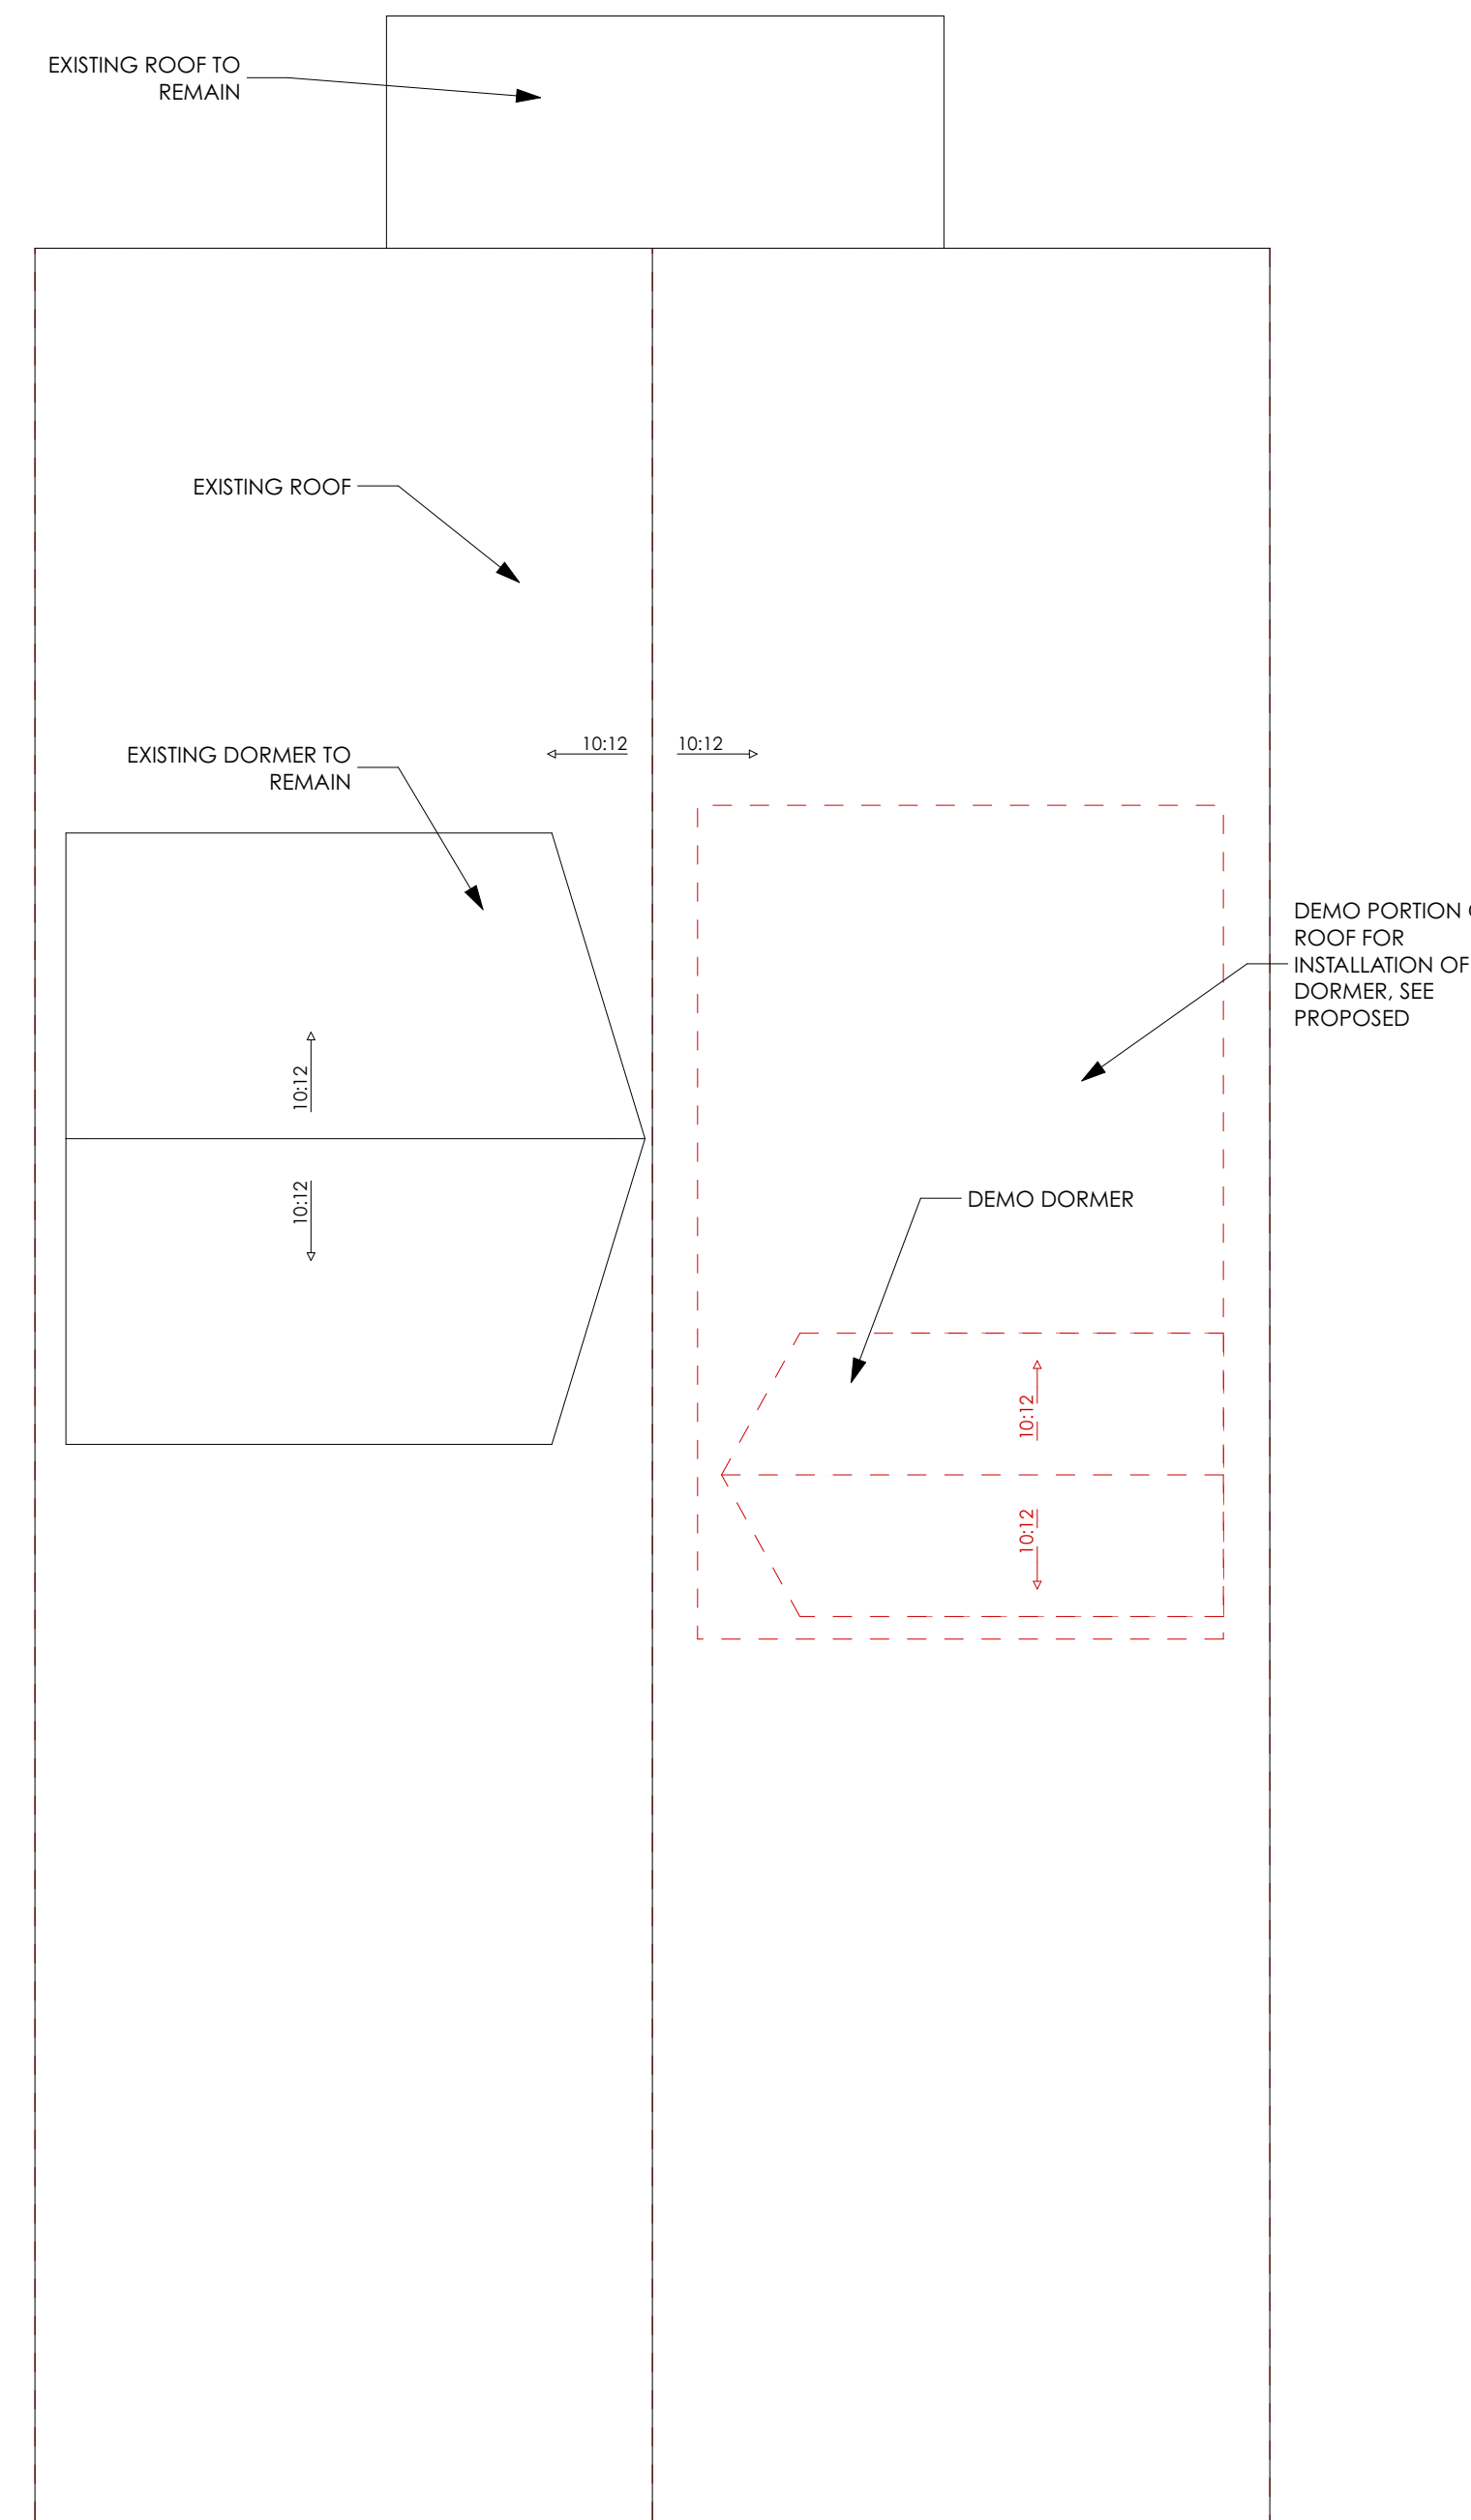 EXISTING ROOF TO
REMAIN
EXISTING ROOF
10:12
10:12
EXISTING DORMER TO
REMAIN
DEMO PORTION
ROOF FOR
INSTALLATION OF
DORMER, SEE
PROPOSED
10:12
10:12
DEMO DORMER
10:12
10:12